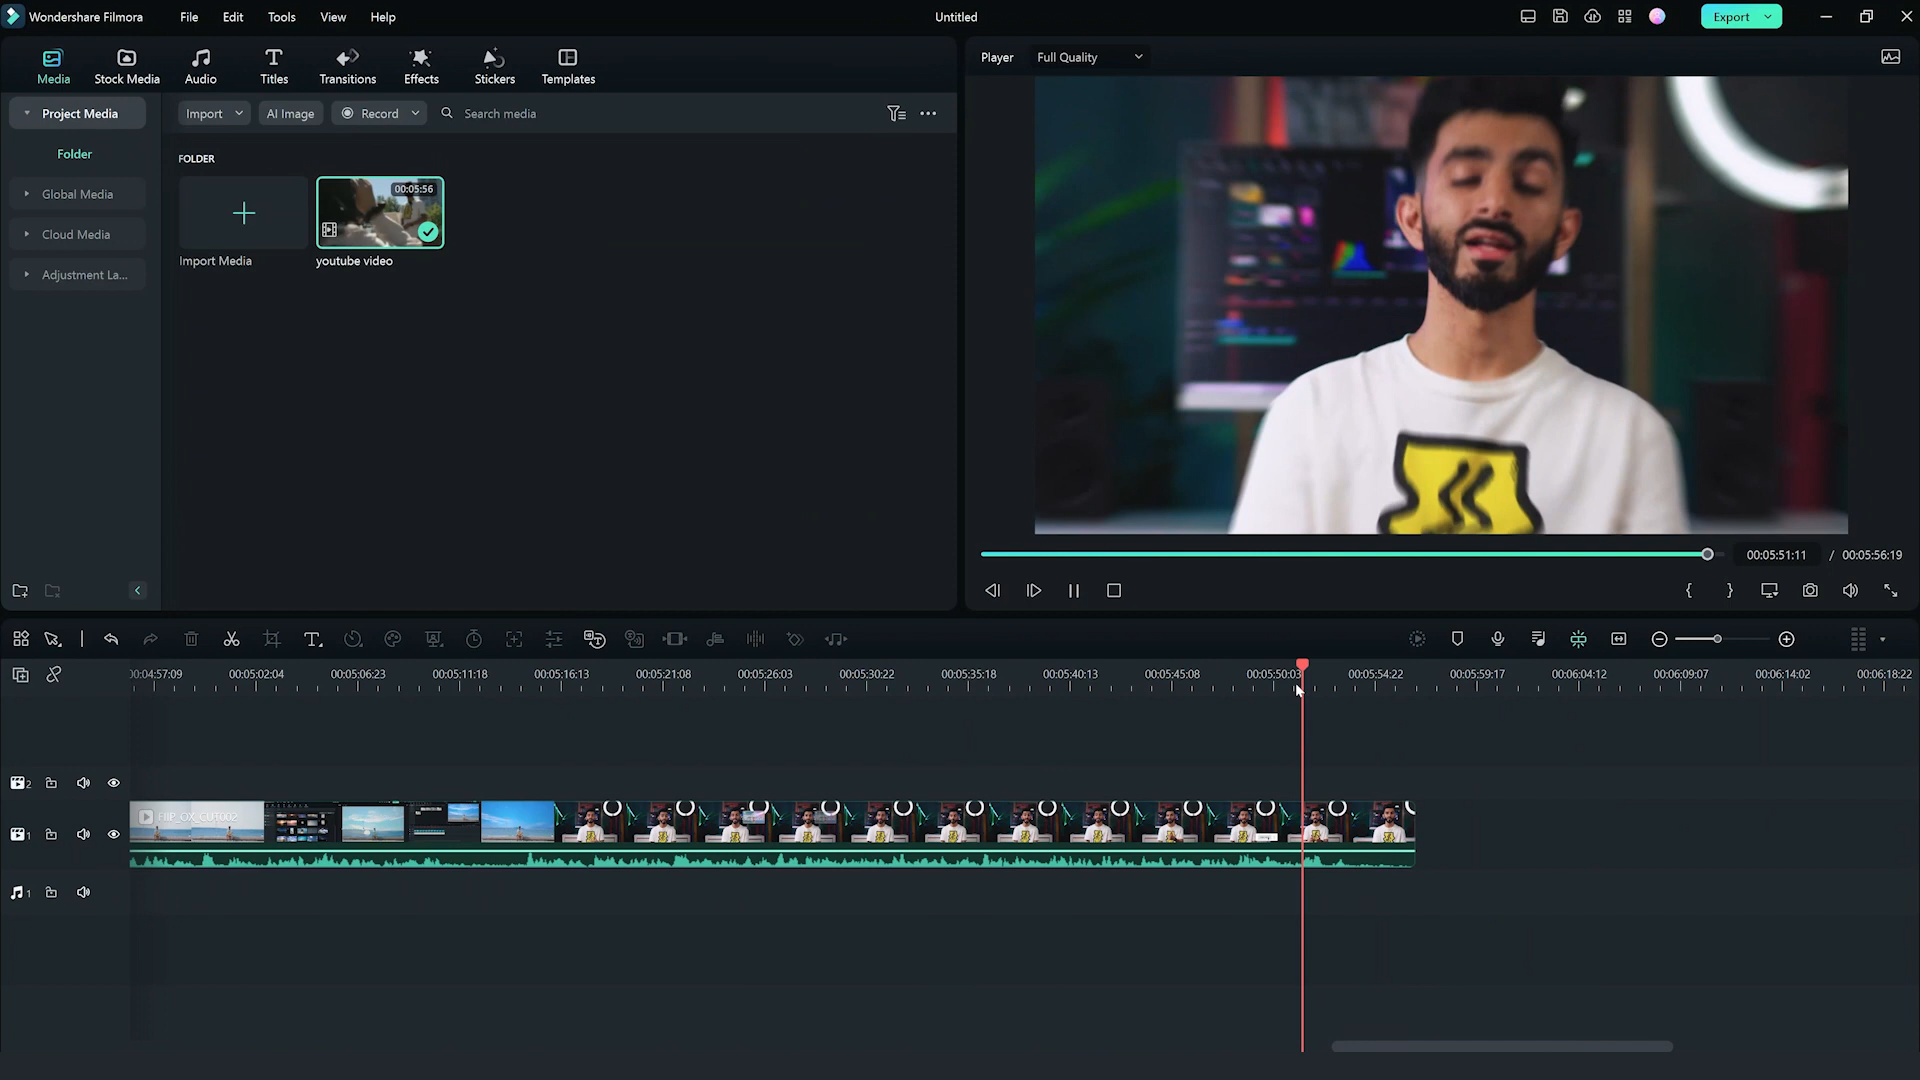 Wondershare Filmora
File
Edit
Tools
View
Help
Untitled
Export
Media
Stock Media
Audio
Titles
Transitions
Effects
Stickers
Templates
Player
Full Quality
Project Media
Folder
Global Media
Cloud Media
Adjustment La...
Import
AI Image
Record
Search media
FOLDER
00:05:56
Import Media
youtube video
00:05:51:11 / 00:05:56:19
00:04:57:09
00:05:02:04
00:05:06:23
00:05:11:18
00:05:16:13
00:05:21:08
00:05:26:03
00:05:30:22
00:05:35:18
00:05:40:13
00:05:45:08
00:05:50:03
00:05:54:22
00:05:59:17
00:06:04:12
00:06:09:07
00:06:14:02
00:06:18:22
2
1
1